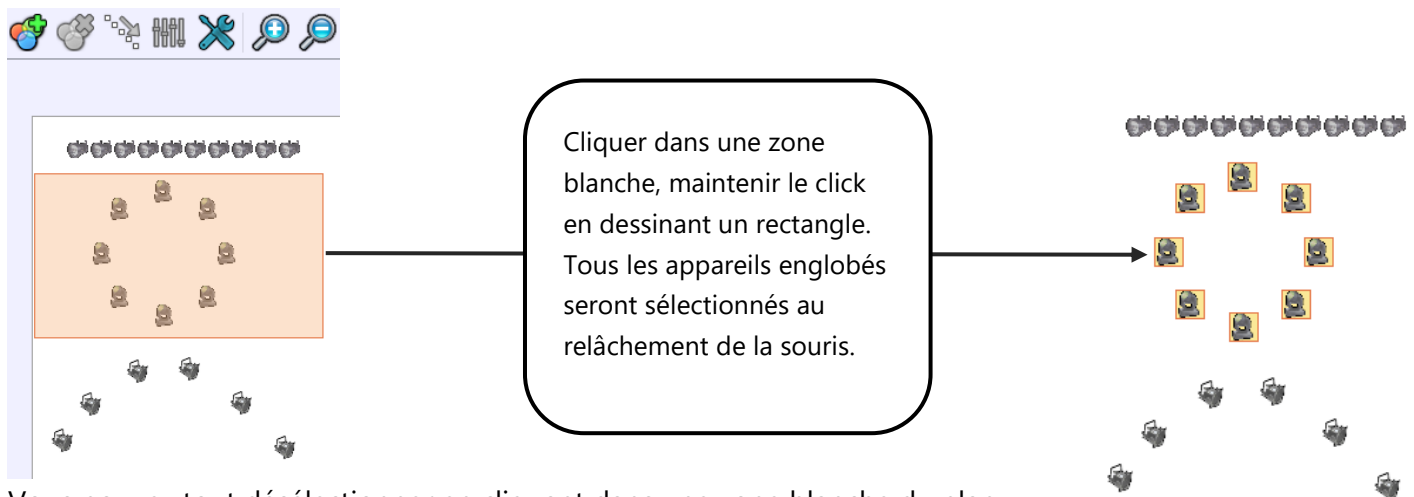 Cliquer dans une zone
blanche, maintenir le click
en dessinant un rectangle.
Tous les appareils englobés
seront sélectionnés au
relâchement de la souris.